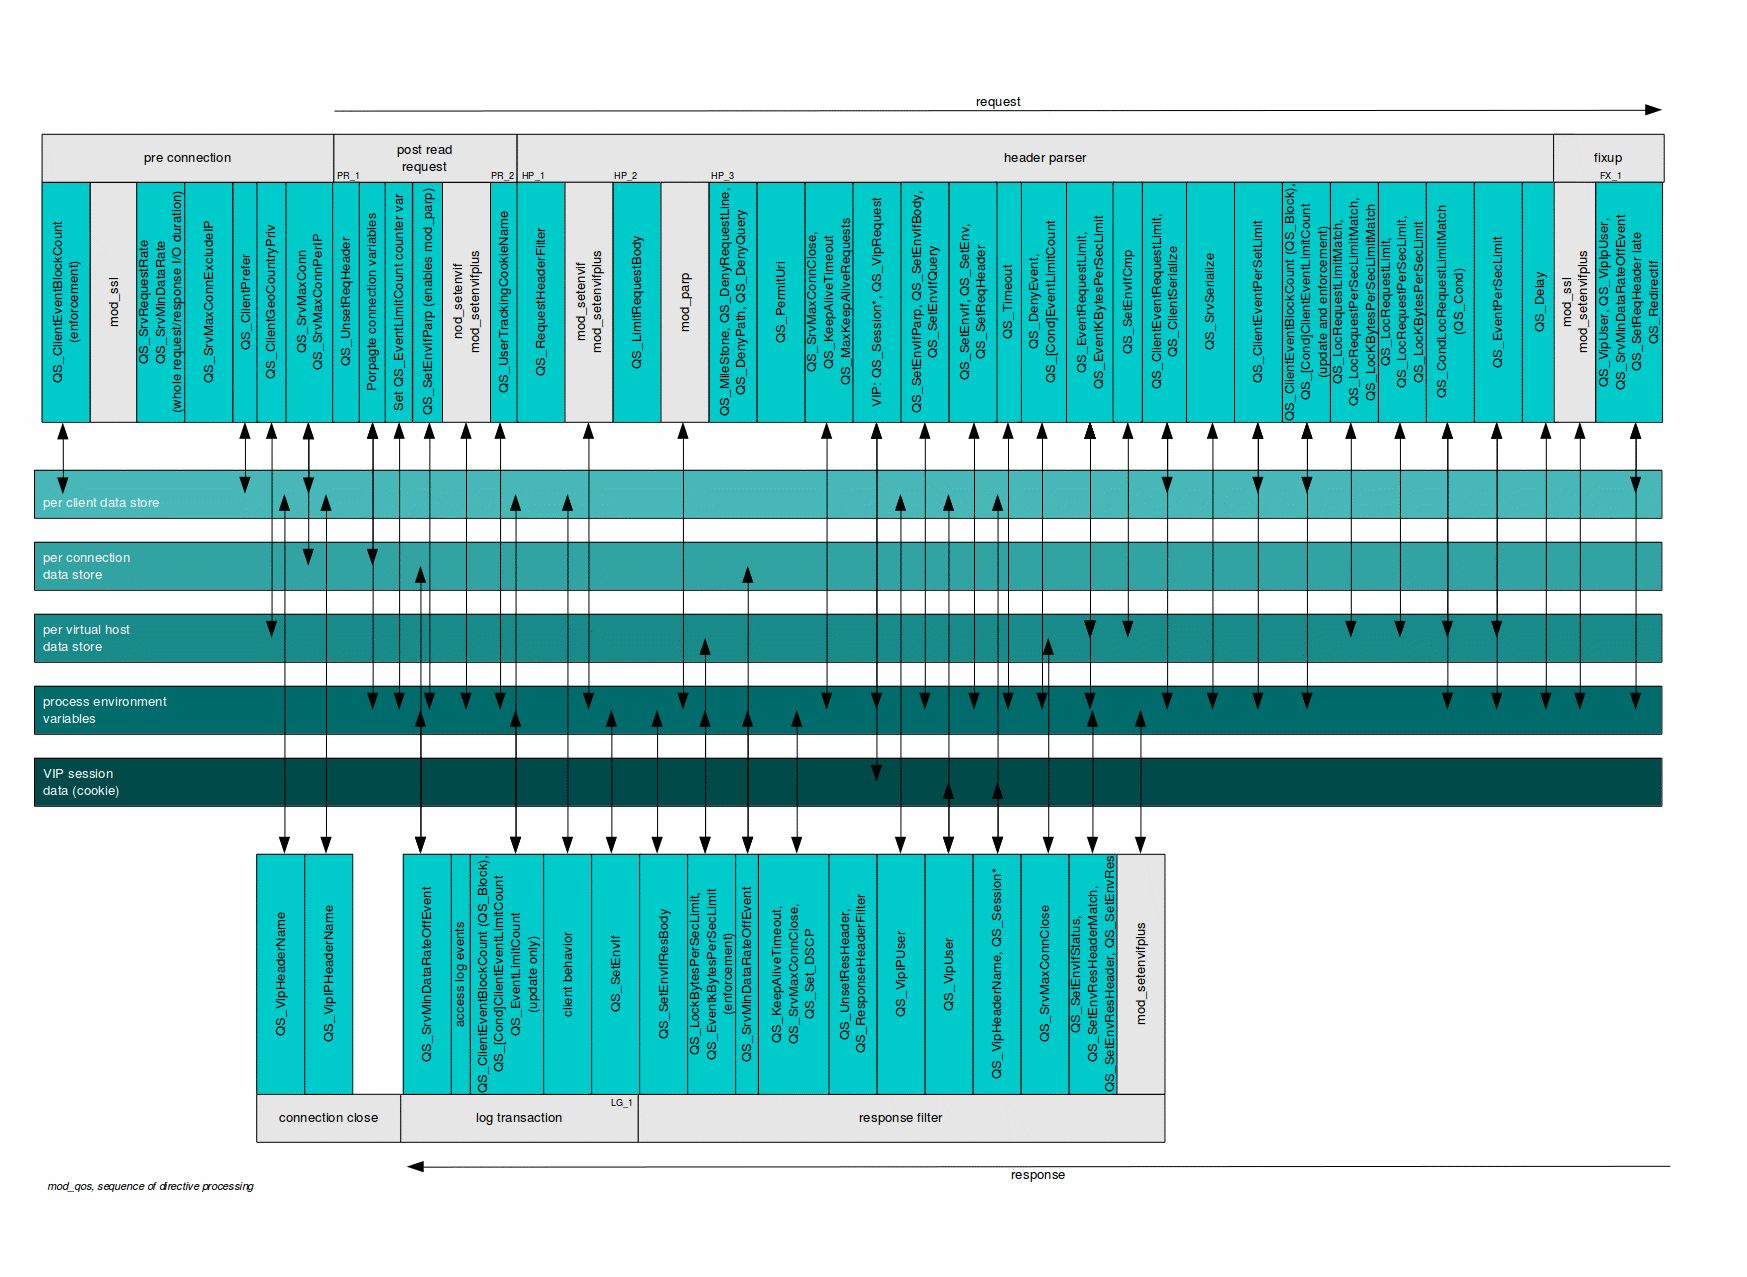 request
pre connection
post read
request
header parser
fixup
PR_1
PR_2
HP_1
HP_2
HP_3
FX_1
QS_ClientEventBlockCount
(enforcement)
mod_ssl
QS_SrvRequestRate
QS_SrvMinDataRate
(whole request/response I/O duration)
QS_SrvMaxConnExcludeIP
QS_ClientPrefer
QS_ClientGeoCountryPriv
QS_SrvMaxConn
QS_SrvMaxConnPerIP
QS_UnsetReqHeader
Porpagte connection variables
Set QS_EventLimitCount counter var
QS_SetEnvIfParp (enables mod_parp)
mod_setenvif
mod_setenvifplus
QS_UserTrackingCookieName
QS_RequestHeaderFilter
mod_setenvif
mod_setenvifplus
QS_LimitRequestBody
mod_parp
QS_MileStone, QS_DenyRequestLine,
QS_DenyPath, QS_DenyQuery
QS_PermitUri
QS_SrvMaxConnClose,
QS_KeepAliveTimeout
QS_MaxKeepAliveRequests
VIP: QS_Session*, QS_VipRequest
QS_SetEnvIfParp, QS_SetEnvIfBody,
QS_SetEnvIfQuery
QS_SetEnvIf, QS_SetEnv,
QS_SetReqHeader
QS_Timeout
QS_DenyEvent,
QS_[Cond]EventLimitCount
QS_EventRequestLimit,
QS_EventKBytesPerSecLimit
QS_SetEnvIfCmp
QS_ClientEventRequestLimit,
QS_ClientSerialize
QS_SrvSerialize
QS_ClientEventPerSetLimit
QS_ClientEventBlockCount (QS_Block),
QS_[Cond]ClientEventLimitCount
(update and enforcement)
QS_LocRequestLimitMatch,
QS_LocRequestPerSecLimitMatch,
QS_LocKBytesPerSecLimitMatch
QS_LocRequestLimit,
QS_LocRequestPerSecLimit,
QS_LocKBytesPerSecLimit
QS_CondLocRequestLimitMatch
(QS_Cond)
QS_EventPerSecLimit
QS_Delay
mod_ssl
mod_setenvifplus
QS_VipUser, QS_VipIpUser,
QS_SrvMinDataRateOffEvent
QS_SetReqHeader late
QS_RedirectIf
per client data store
per connection
data store
per virtual host
data store
process environment
variables
VIP session
data (cookie)
QS_VipHeaderName
QS_VipIPHeaderName
QS_SrvMinDataRateOffEvent
access log events
QS_ClientEventBlockCount (QS_Block),
QS_[Cond]ClientEventLimitCount
QS_EventLimitCount
(update only)
client behavior
QS_SetEnvIf
QS_SetEnvIfResBody
QS_LockBytesPerSecLimit,
QS_EventkBytesPerSecLimit
(enforcement)
QS_SrvMinDataRateOffEvent
QS_KeepAliveTimeout,
QS_SrvMaxConnClose,
QS_Set_DSCP
QS_UnsetResHeader,
QS_ResponseHeaderFilter
QS_VipIPUser
QS_VipUser
QS_VipHeaderName, QS_Session*
QS_SrvMaxConnClose
QS_SetEnvIfStatus,
QS_SetEnvResHeaderMatch,
QS_SetEnvResHeader, QS_SetEnvRes
mod_setenvifplus
connection close
log transaction
LG_1
response filter
response
mod_qos, sequence of directive processing